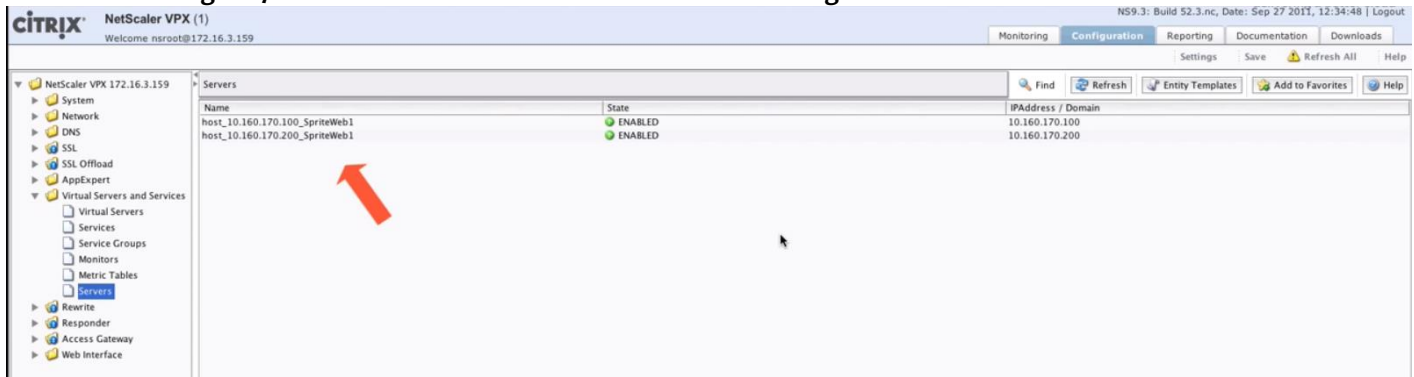 CITRIX NetScaler VPX (1)
Welcome nsroot@172.16.3.159
NS9.3: Build 52.3.nc, Date: Sep 27 2011, 12:34:48 | Logout
Monitoring Configuration Reporting Documentation Downloads
Settings Save Refresh All Help
NetScaler VPX 172.16.3.159
System
Network
DNS
SSL
SSL Offload
AppExpert
Virtual Servers and Services
Virtual Servers
Services
Service Groups
Monitors
Metric Tables
Servers
Rewrite
Responder
Access Gateway
Web Interface
Servers
Find Refresh Entity Templates Add to Favorites Help
Name State IPAddress / Domain
host_10.160.170.100_SpriteWeb1 ENABLED 10.160.170.100
host_10.160.170.200_SpriteWeb1 ENABLED 10.160.170.200